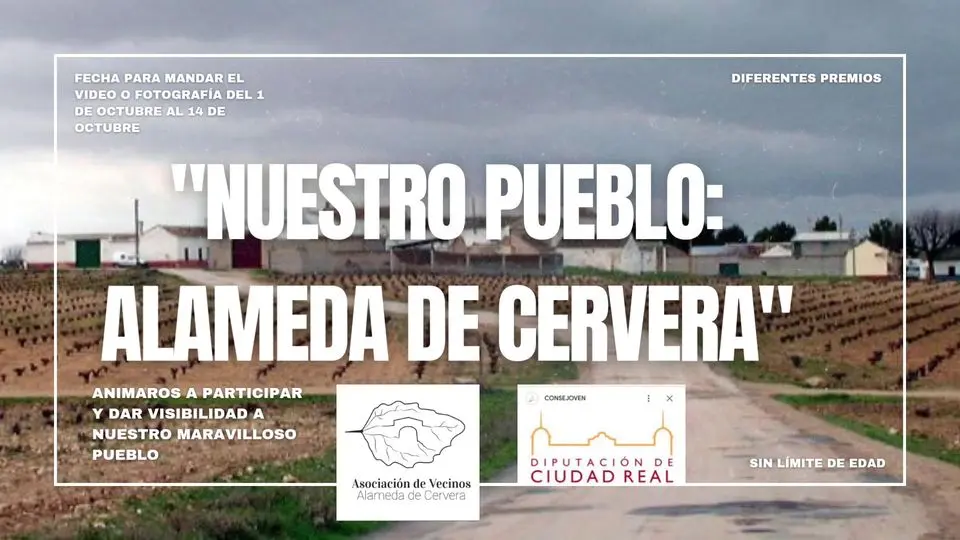 FECHA PARA MANDAR EL
VIDEO O FOTOGRAFÍA DEL 1
DE OCTUBRE AL 14 DE
OCTUBRE
DIFERENTES PREMIOS
"NUESTRO PUEBLO:
ALAMEDA DE CERVERA"
ANIMAROS A PARTICIPAR
Y DAR VISIBILIDAD A
NUESTRO MARAVILLOSO
PUEBLO
Asociación de Vecinos
Alameda de Cervera
CONSEJOVEN
DIPUTACIÓN DE
CIUDAD REAL
SIN LÍMITE DE EDAD